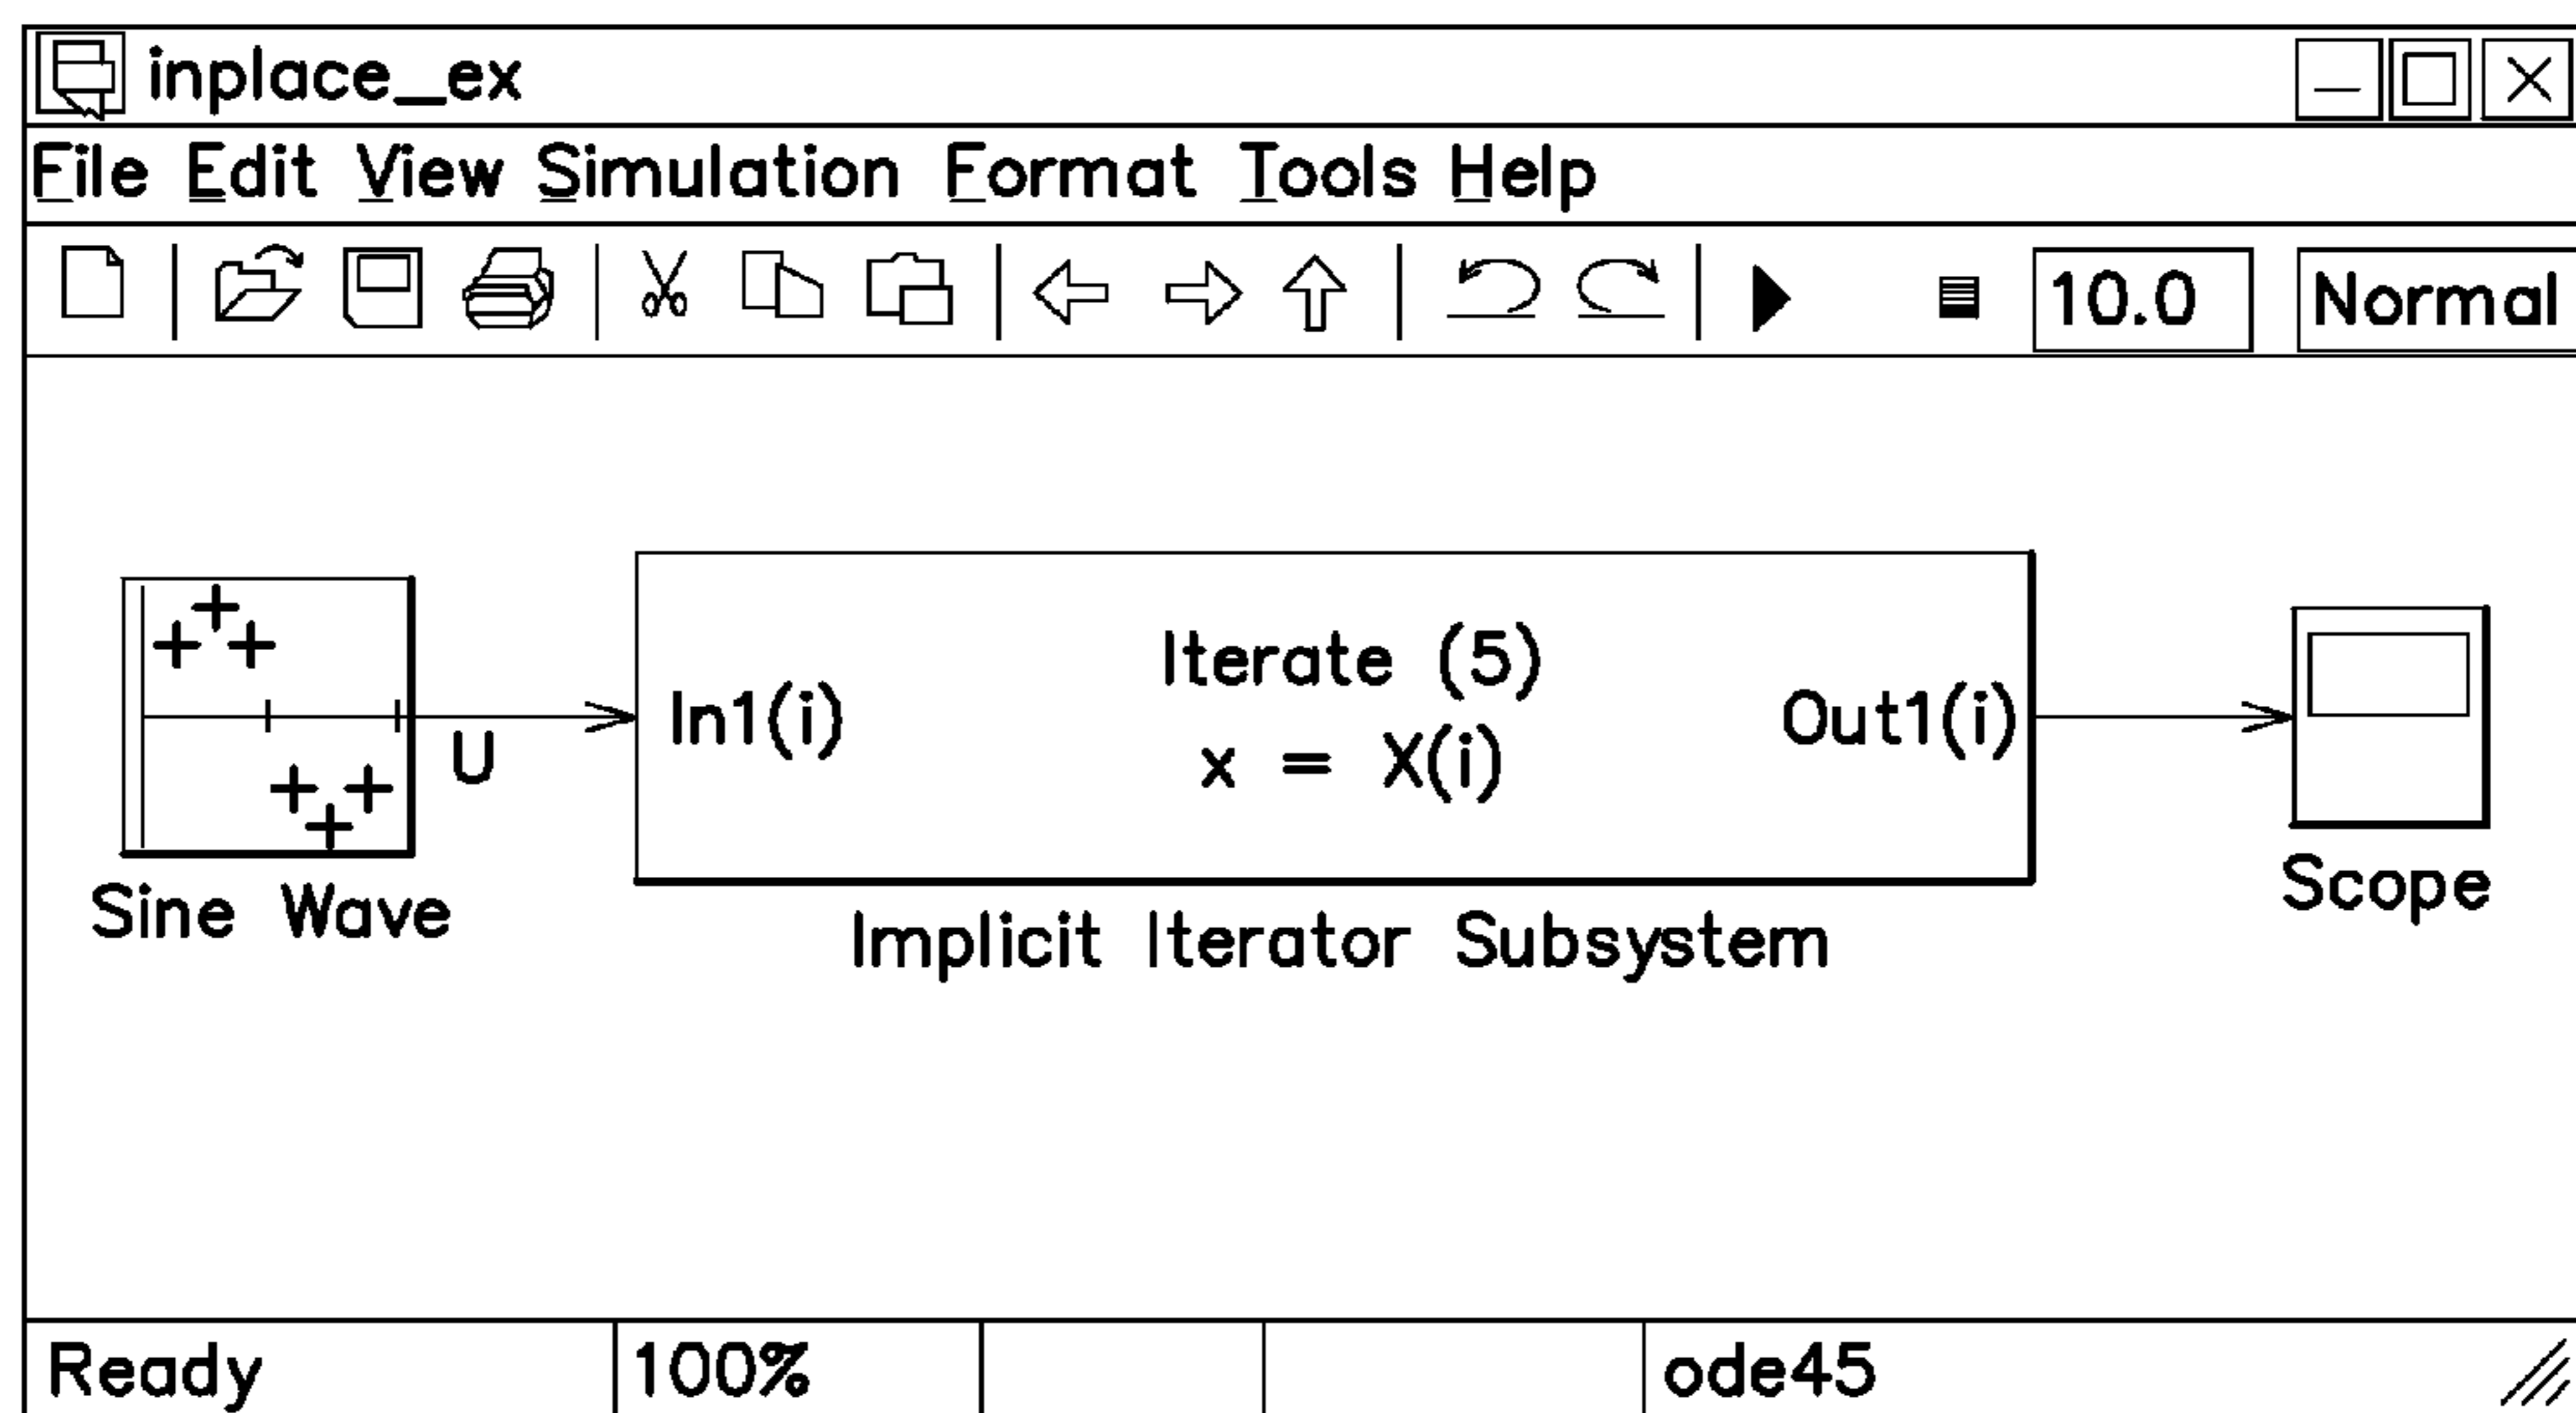 inplace_ex
File Edit View Simulation Format Tools Help
10.0 Normal
Iterate (5)
In1(i) Out1(i)
x = X(i)
U
Sine Wave
Implicit Iterator Subsystem
Scope
Ready 100% ode45